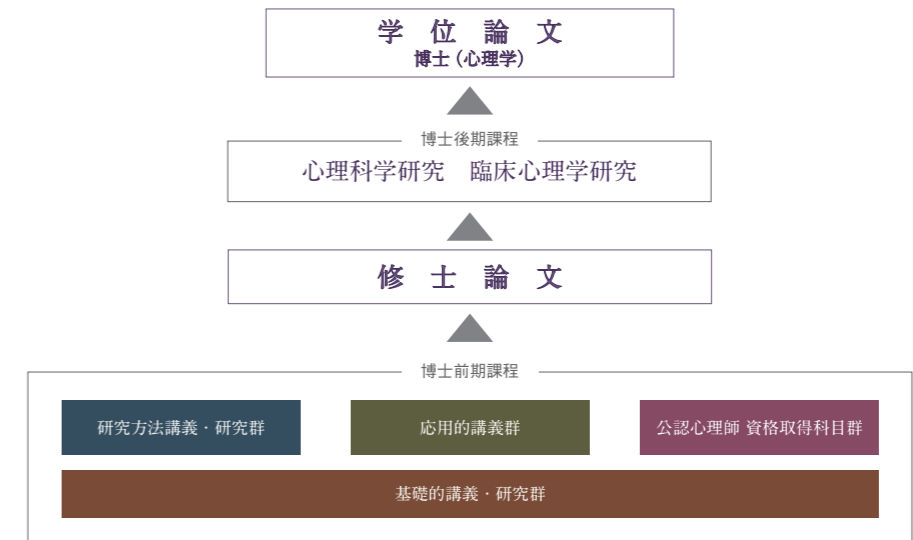 学位論文
博士(心理学)
博士後期課程
心理科学研究 臨床心理学研究
修士論文
博士前期課程
研究方法講義・研究群
応用的講義群
公認心理師 資格取得科目群
基礎的講義・研究群